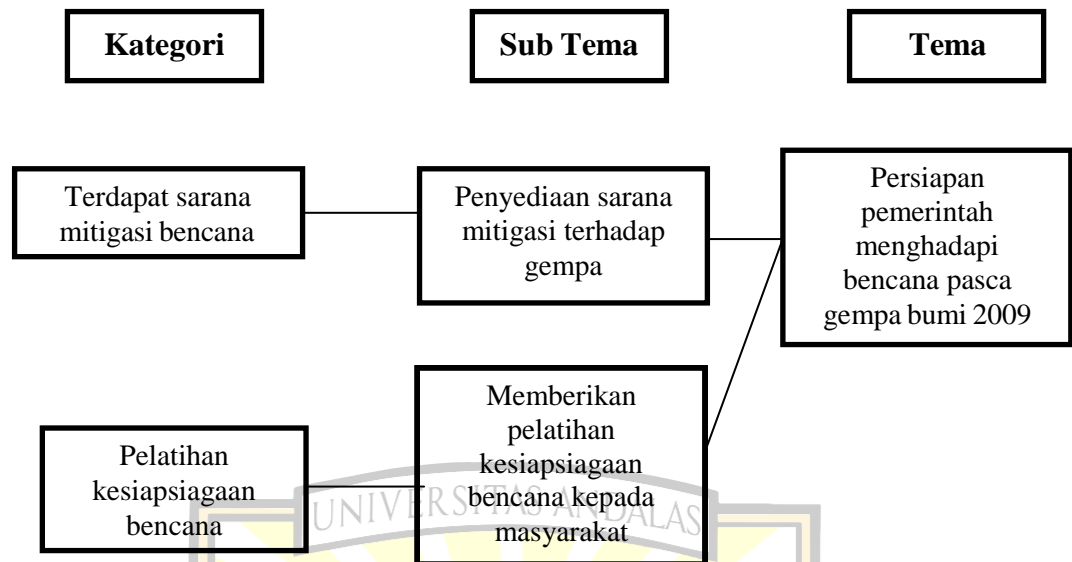 Kategori
Sub Tema
Tema
Terdapat sarana
mitigasi bencana
Penyediaan sarana
mitigasi terhadap
gempa
Persiapan
pemerintah
menghadapi
bencana pasca
gempa bumi 2009
Pelatihan
kesiapsiagaan
bencana
Memberikan
pelatihan
kesiapsiagaan
bencana kepada
masyarakat
UNIVERSITAS ANDALAS